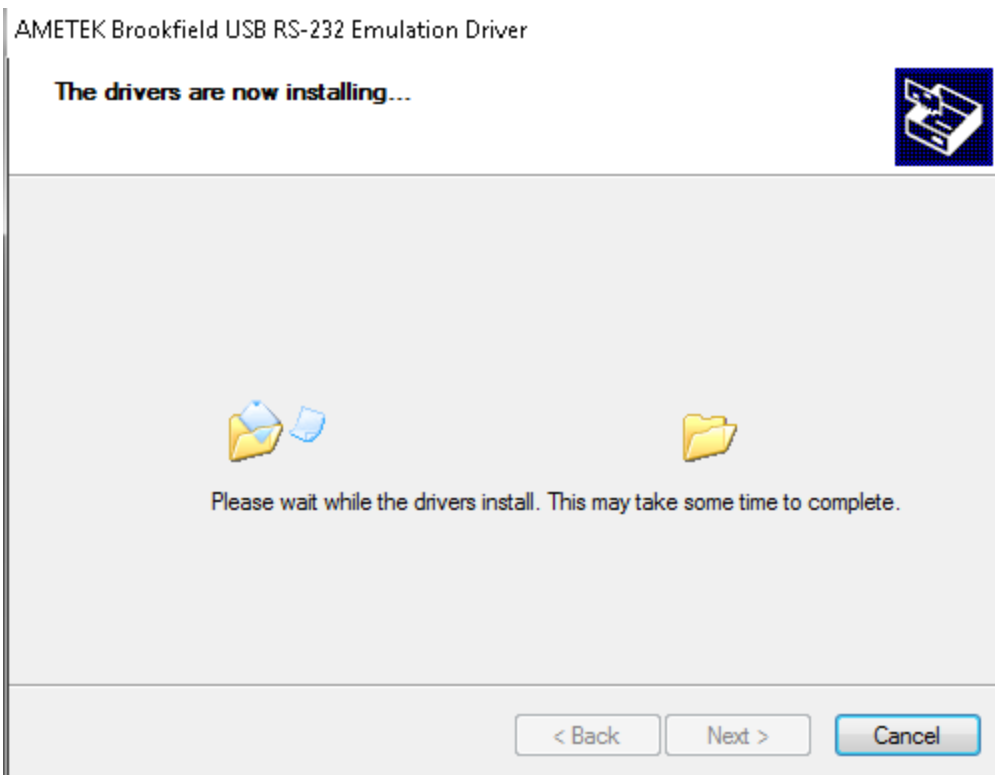 AMETEK Brookfield USB RS-232 Emulation Driver
The drivers are now installing...
Please wait while the drivers install. This may take some time to complete.
< Back
Next >
Cancel